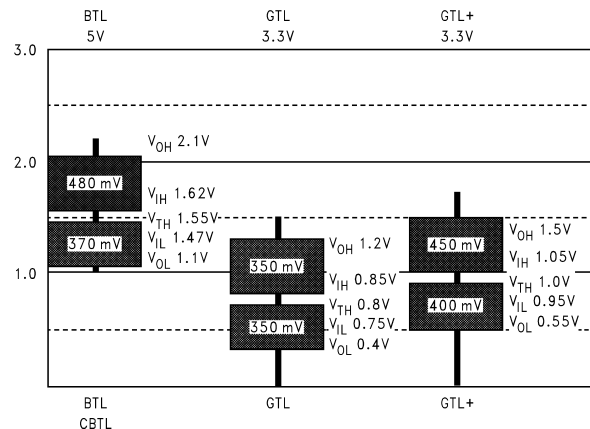 BTL
5V
GTL
3.3V
GTL+
3.3V
3.0
2.0
1.0
480 mV
370 mV
V_OH 2.1V
V_IH 1.62V
V_TH 1.55V
V_IL 1.47V
V_OL 1.1V
350 mV
350 mV
V_OH 1.2V
V_IH 0.85V
V_TH 0.8V
V_IL 0.75V
V_OL 0.4V
450 mV
400 mV
V_OH 1.5V
V_IH 1.05V
V_TH 1.0V
V_IL 0.95V
V_OL 0.55V
BTL
CBTL
GTL
GTL+